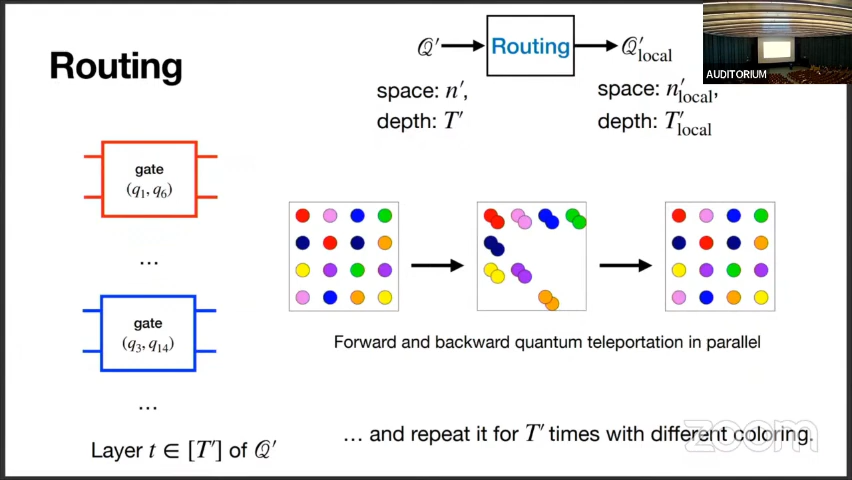 Routing
𝒬′
Routing
𝒬′local
space: n′,
depth: T′
space: n′local,
depth: T′local
AUDITORIUM
gate
(q1, q6)
…
gate
(q3, q14)
…
Layer t ∈ [T′] of 𝒬′
Forward and backward quantum teleportation in parallel
… and repeat it for T′ times with different coloring.
zoom